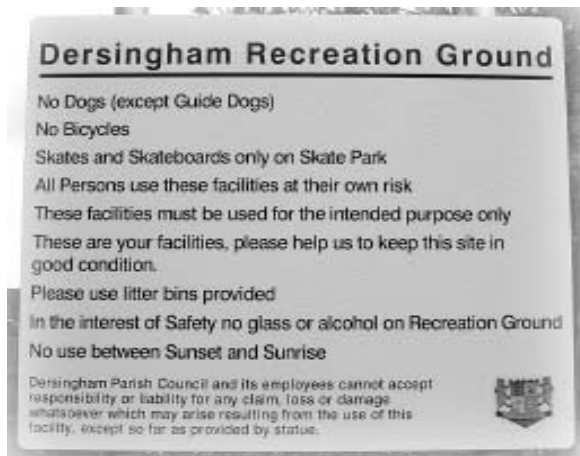 Dersingham Recreation Ground
No Dogs (except Guide Dogs)
No Bicycles
Skates and Skateboards only on Skate Park
All Persons use these facilities at their own risk
These facilities must be used for the intended purpose only
These are your facilities, please help us to keep this site in
good condition.
Please use litter bins provided
In the interest of Safety no glass or alcohol on Recreation Ground
No use between Sunset and Sunrise
Dersingham Parish Council and its employees cannot accept
responsibility or liability for any claim, loss or damage
whatsoever which may arise resulting from the use of this
facility, except so far as provided by statue.